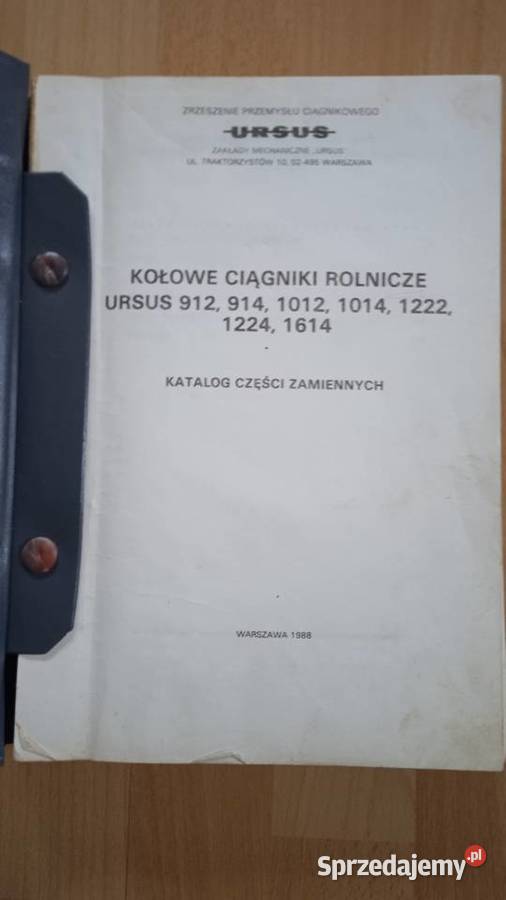 ZRZESZENIE PRZEMYSŁU CIĄGNIKOWEGO
URSUS
ZAKŁADY MECHANICZNE „URSUS"
UL. TRAKTORZYSTÓW 10, 02-495 WARSZAWA
KOŁOWE CIĄGNIKI ROLNICZE
URSUS 912, 914, 1012, 1014, 1222,
1224, 1614
KATALOG CZĘŚCI ZAMIENNYCH
WARSZAWA 1988
Sprzedajemy.pl